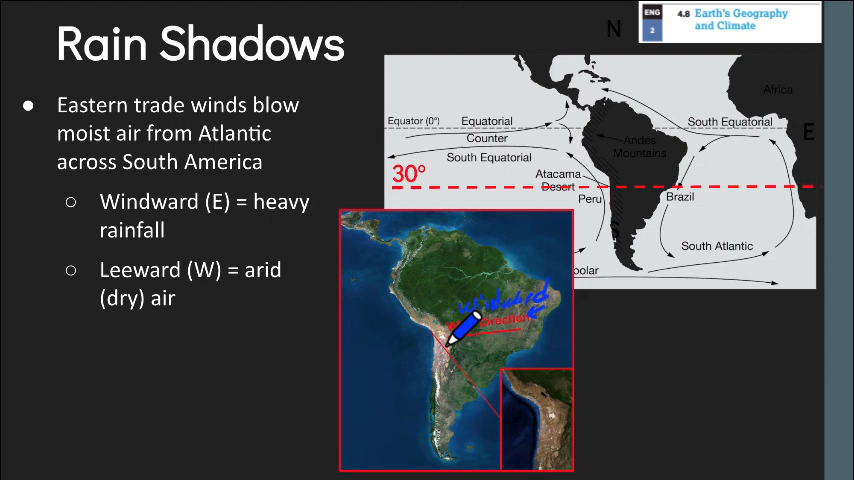 Rain Shadows
ENG
2
4.8 Earth's Geography
and Climate
● Eastern trade winds blow
moist air from Atlantic
across South America
○ Windward (E) = heavy
rainfall
○ Leeward (W) = arid
(dry) air
N
Africa
Equator (0°)
Equatorial
Counter
South Equatorial
South Equatorial
E
Andes
Mountains
30°
Atacama
Desert
Peru
Brazil
S
South Atlantic
polar
windward
direction